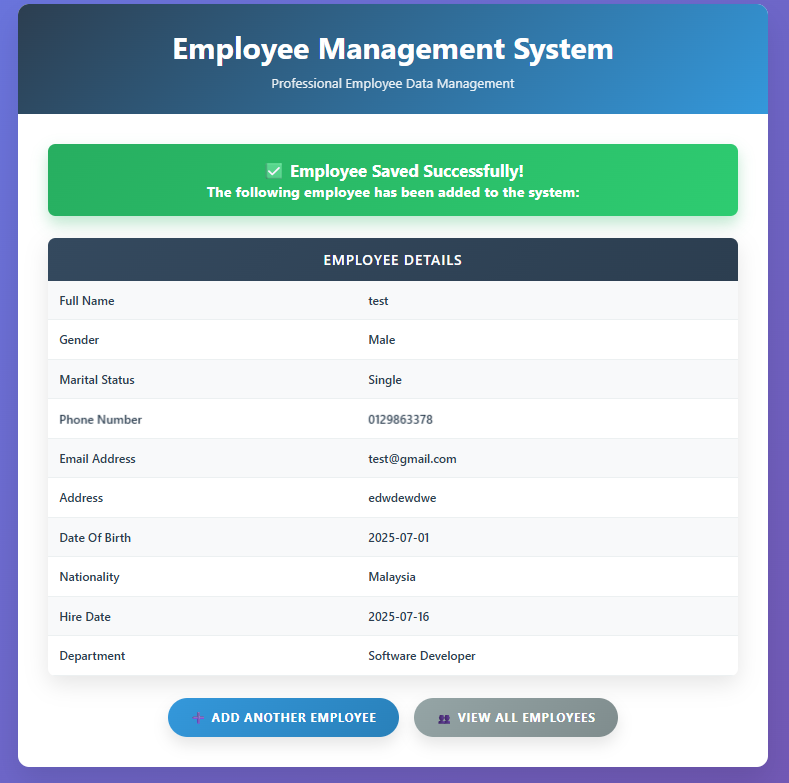 Employee Management System
Professional Employee Data Management
✅ Employee Saved Successfully!
The following employee has been added to the system:
EMPLOYEE DETAILS
Full Name test
Gender Male
Marital Status Single
Phone Number 0129863378
Email Address test@gmail.com
Address edwdewdwe
Date Of Birth 2025-07-01
Nationality Malaysia
Hire Date 2025-07-16
Department Software Developer
➕ ADD ANOTHER EMPLOYEE 👥 VIEW ALL EMPLOYEES